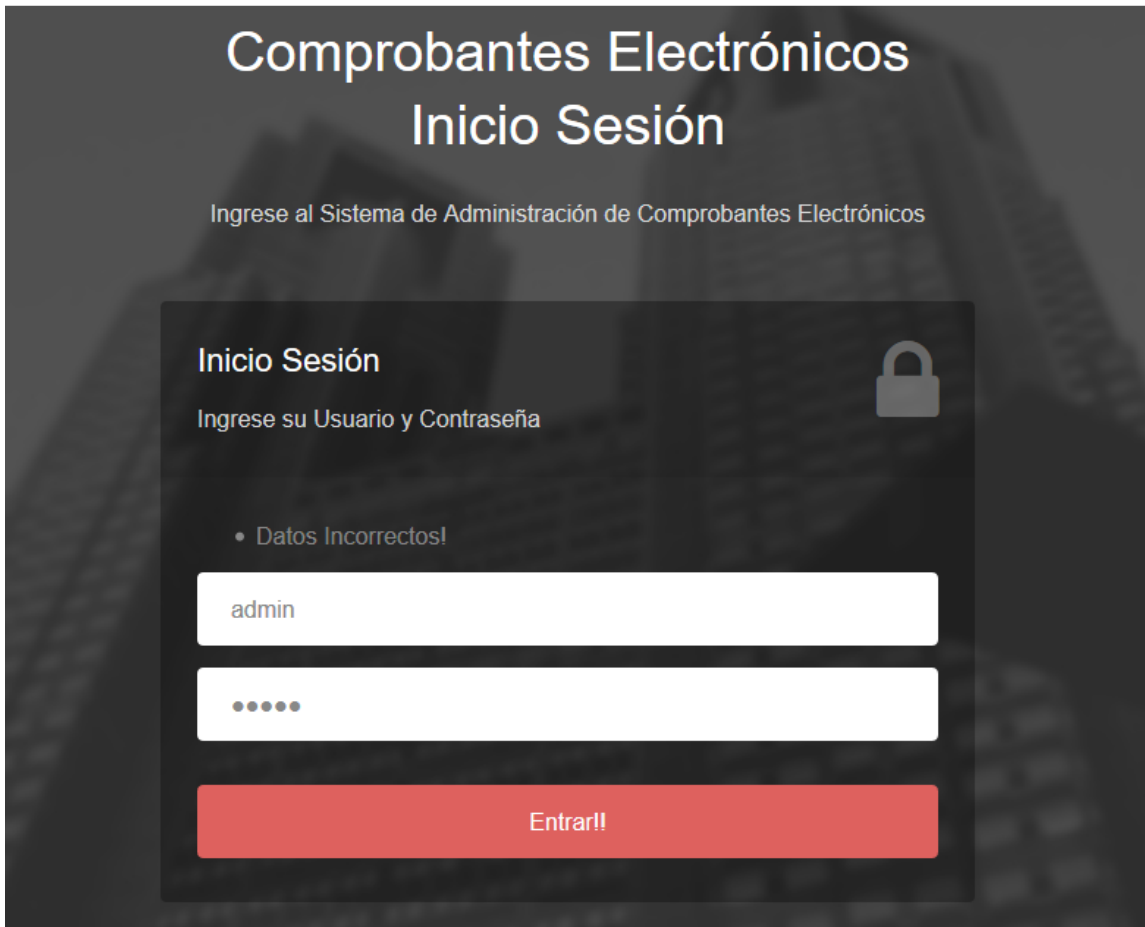 Comprobantes Electrónicos
Inicio Sesión
Ingrese al Sistema de Administración de Comprobantes Electrónicos
Inicio Sesión
Ingrese su Usuario y Contraseña
• Datos Incorrectos!
admin
•••••
Entrar!!